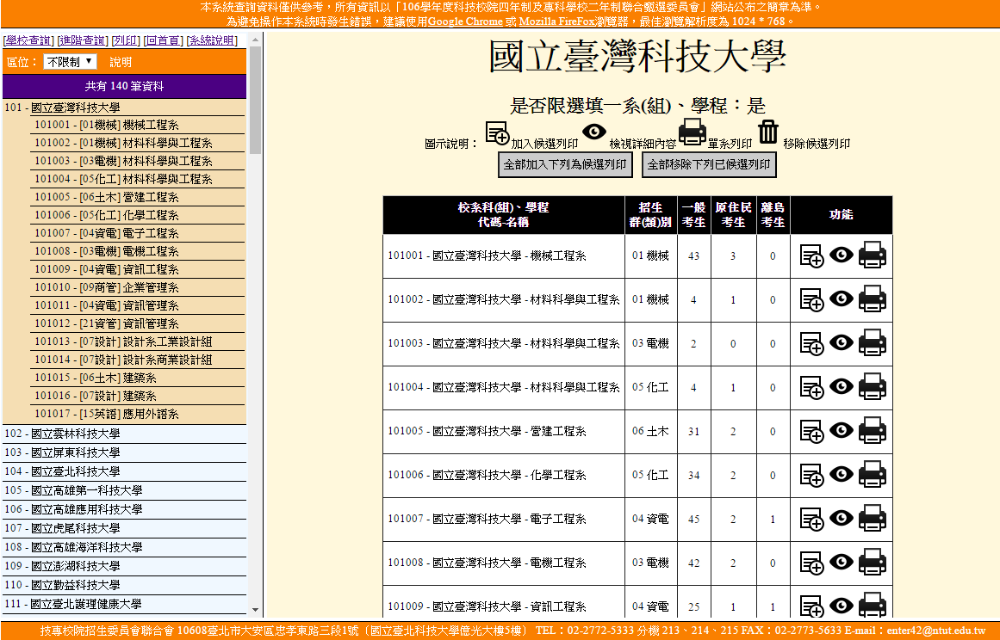 本系統查詢資料僅供參考，所有資訊以「106學年度科技校院四年制及專科學校二年制聯合甄選委員會」網站公布之簡章為準。
為避免操作本系統時發生錯誤，建議使用Google Chrome 或 Mozilla FireFox瀏覽器，最佳瀏覽解析度為 1024 * 768。
[學校查詢] [進階查詢] [列印] [回首頁] [系統說明]
區位： 不限制 說明
共有 140 筆資料
101 - 國立臺灣科技大學
101001 - [01機械] 機械工程系
101002 - [01機械] 材料科學與工程系
101003 - [03電機] 材料科學與工程系
101004 - [05化工] 材料科學與工程系
101005 - [06土木] 營建工程系
101006 - [05化工] 化學工程系
101007 - [04資電] 電子工程系
101008 - [03電機] 電機工程系
101009 - [04資電] 資訊工程系
101010 - [09商管] 企業管理系
101011 - [04資電] 資訊管理系
101012 - [21資管] 資訊管理系
101013 - [07設計] 設計系工業設計組
101014 - [07設計] 設計系商業設計組
101015 - [06土木] 建築系
101016 - [07設計] 建築系
101017 - [15英語] 應用外語系
102 - 國立雲林科技大學
103 - 國立屏東科技大學
104 - 國立臺北科技大學
105 - 國立高雄第一科技大學
106 - 國立高雄應用科技大學
107 - 國立虎尾科技大學
108 - 國立高雄海洋科技大學
109 - 國立澎湖科技大學
110 - 國立勤益科技大學
111 - 國立臺北護理健康大學
國立臺灣科技大學
是否限選填一系(組)、學程：是
圖示說明： 加入候選列印 檢視詳細內容 單系列印 移除候選列印
全部加入下列為候選列印 全部移除下列已候選列印
校系科(組)、學程 招生 一般 原住民 離島 功能
代碼-名稱 群(類)別 考生 考生 考生
101001 - 國立臺灣科技大學 - 機械工程系 01 機械 43 3 0
101002 - 國立臺灣科技大學 - 材料科學與工程系 01 機械 4 1 0
101003 - 國立臺灣科技大學 - 材料科學與工程系 03 電機 2 0 0
101004 - 國立臺灣科技大學 - 材料科學與工程系 05 化工 4 1 0
101005 - 國立臺灣科技大學 - 營建工程系 06 土木 31 2 0
101006 - 國立臺灣科技大學 - 化學工程系 05 化工 34 2 0
101007 - 國立臺灣科技大學 - 電子工程系 04 資電 45 2 1
101008 - 國立臺灣科技大學 - 電機工程系 03 電機 42 2 0
101009 - 國立臺灣科技大學 - 資訊工程系 04 資電 25 1 1
技專校院招生委員會聯合會 10608臺北市大安區忠孝東路三段1號〔國立臺北科技大學億光大樓5樓〕 TEL：02-2772-5333 分機 213、214、215 FAX：02-2773-5633 E-mail：enter42@ntut.edu.tw